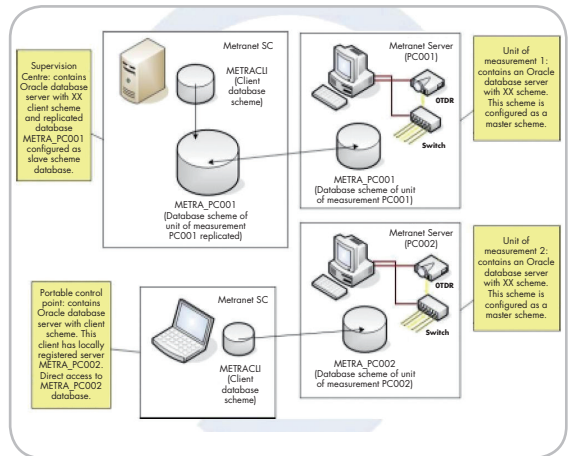 Supervision
Centre: contains
Oracle database
server with XX
client scheme
and replicated
database
METRA_PC001
configured as
slave scheme
database.
Metranet SC
METRACLI
(Client
database
scheme)
METRA_PC001
(Database scheme of
unit of measurement
PC001 replicated)
Metranet Server
(PC001)
OTDR
Switch
METRA_PC001
(Database scheme of unit
of measurement PC001)
Unit of
measurement 1:
contains an Oracle
database server
with XX scheme.
This scheme is
configured as a
master scheme.
Portable control
point: contains
Oracle database
server with client
scheme. This
client has locally
registered server
METRA_PC002.
Direct access to
METRA_PC002
database.
Metranet SC
METRACLI
(Client
database
scheme)
Metranet Server
(PC002)
OTDR
Switch
METRA_PC002
(Database scheme of unit
of measurement PC002)
Unit of
measurement 2:
contains an Oracle
database server
with XX scheme.
This scheme is
configured as a
master scheme.